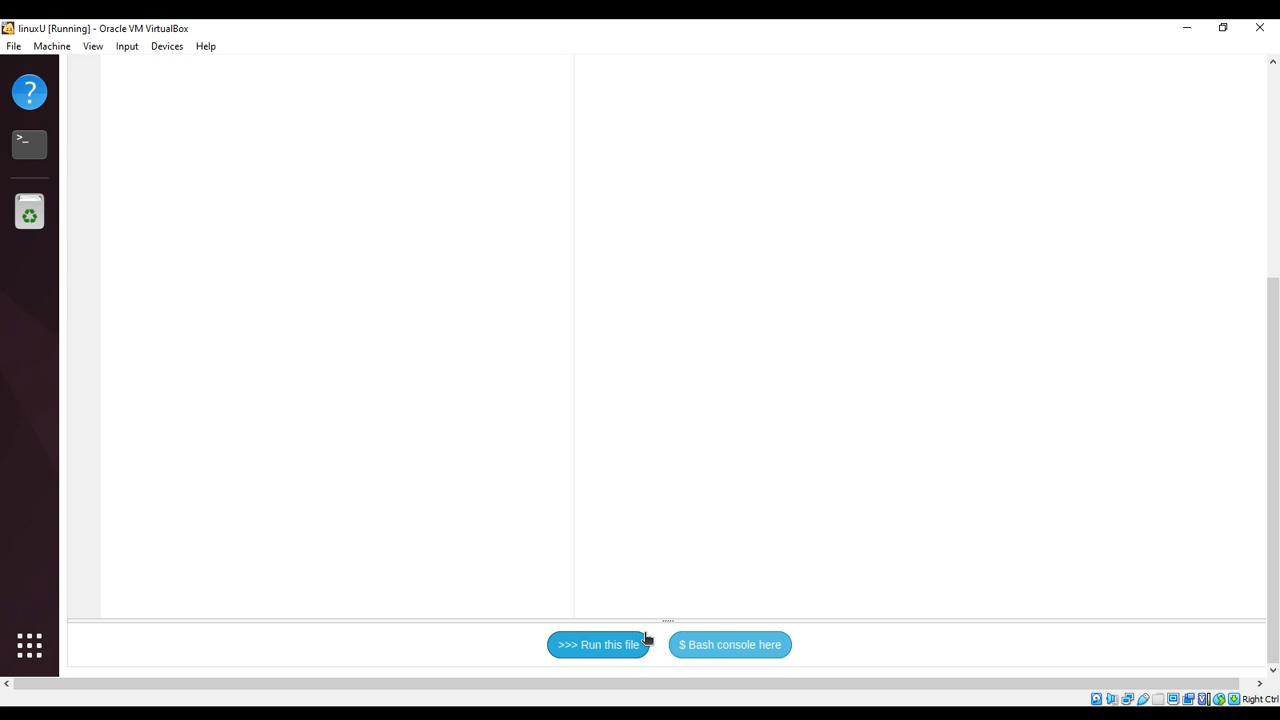 linuxU [Running] - Oracle VM VirtualBox
File Machine View Input Devices Help
?
>_
>>> Run this file
$ Bash console here
Right Ctrl